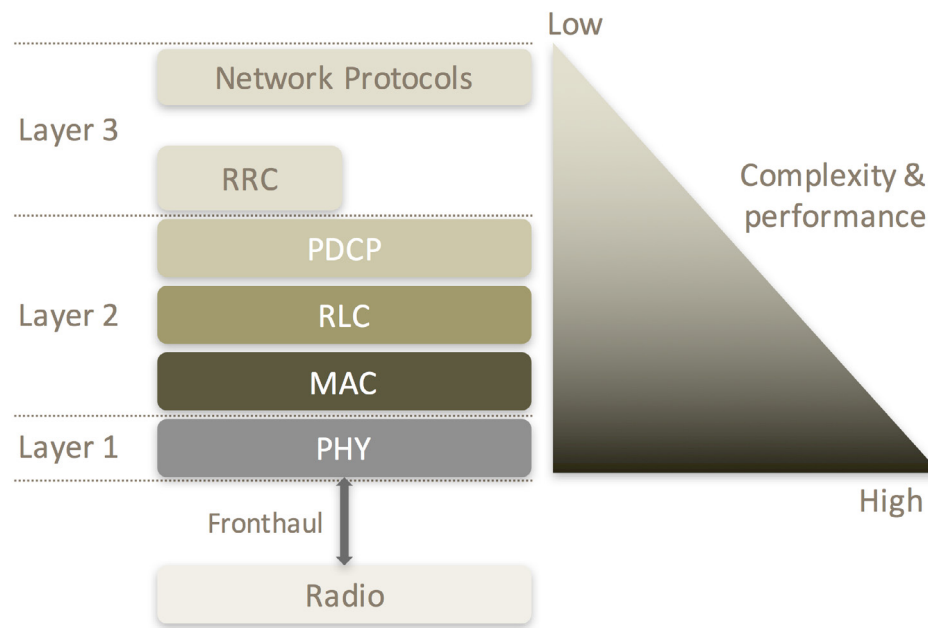 Low
Network Protocols
Layer 3
RRC
Complexity &
performance
PDCP
Layer 2
RLC
MAC
Layer 1
PHY
High
Fronthaul
Radio